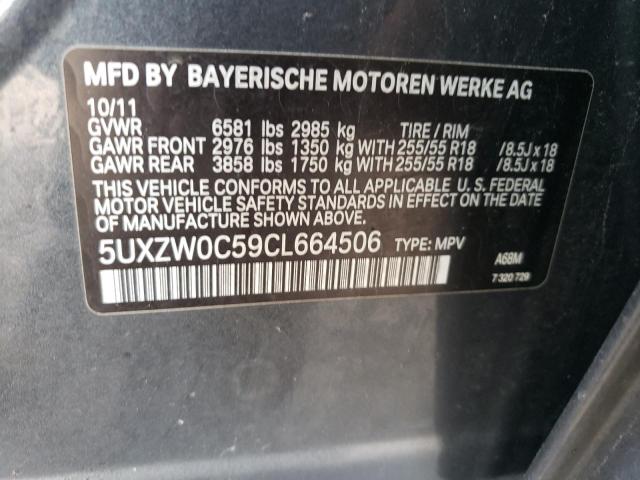 MFD BY BAYERISCHE MOTOREN WERKE AG
10/11
GVWR 6581 lbs 2985 kg TIRE / RIM
GAWR FRONT 2976 lbs 1350 kg WITH 255/55 R18 /8.5J x 18
GAWR REAR 3858 lbs 1750 kg WITH 255/55 R18 /8.5J x 18
THIS VEHICLE CONFORMS TO ALL APPLICABLE U. S. FEDERAL
MOTOR VEHICLE SAFETY STANDARDS IN EFFECT ON THE DATE
OF MANUFACTURE SHOWN ABOVE.
5UXZW0C59CL664506 TYPE: MPV A68M
7 320 729